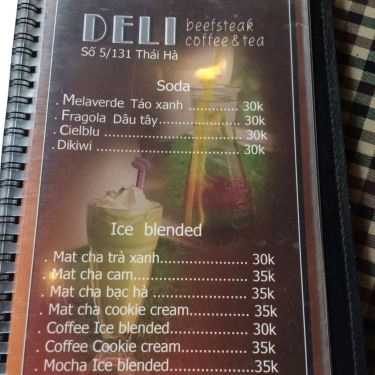 DELI beefsteak
coffee & tea
Số 5/131 Thái Hà
Soda
. Melaverde Táo xanh ............ 30k
. Fragola Dâu tây................. 30k
. Cielblu ............................. 30k
. Dikiwi .............................. 30k
Ice blended
. Mat cha trà xanh.................. 30k
. Mat cha cam....................... 35k
. Mat cha bạc hà ................... 35k
. Mat cha cookie cream........... 35k
. Coffee Ice blended............... 30k
. Coffee Cookie cream............. 35k
. Mocha Ice blended............... 35k